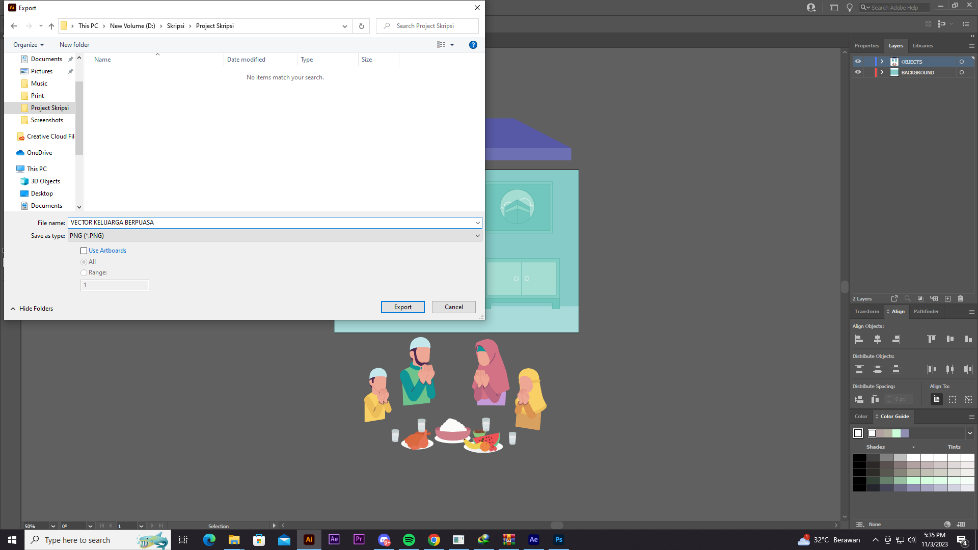 Export
This PC > New Volume (D:) > Skripsi > Project Skripsi
Search Project Skripsi
Search Adobe Help
Organize
New folder
Documents
Pictures
Music
Print
Project Skripsi
Screenshots
Creative Cloud Fil
OneDrive
This PC
3D Objects
Desktop
Documents
Name
Date modified
Type
Size
No items match your search.
File name: VECTOR KELUARGA BERPUASA
Save as type: PNG (*.PNG)
Use Artboards
All
Range:
1
Hide Folders
Export
Cancel
Properties
Layers
Libraries
OBJECTS
BACKGROUND
2 Layers
Transform
Align
Pathfinder
Align Objects:
Distribute Objects:
Distribute Spacing:
Align To:
Color
Color Guide
Shades
Tints
None
50%
0°
1
Selection
Type here to search
32°C Berawan
5:35 PM
11/3/2023